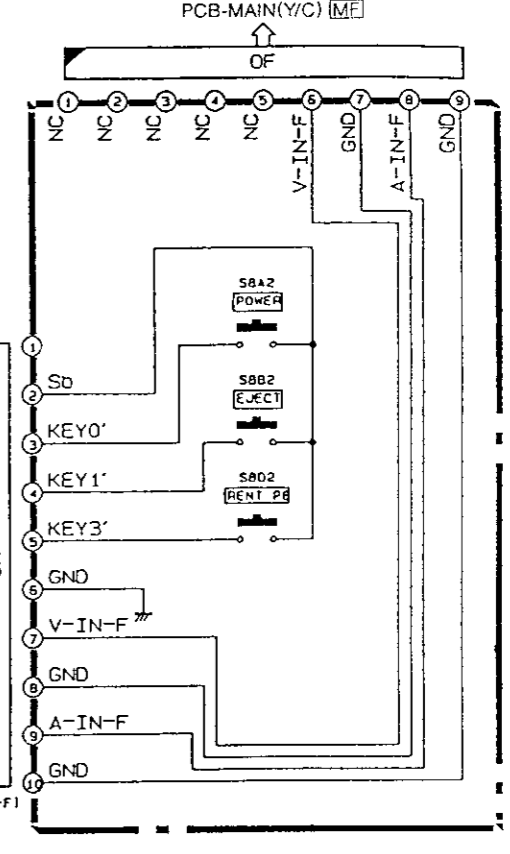 PCB-MAIN(Y/C) MF
OF
1 2 3 4 5 6 7 8 9
NC NC NC NC NC V-IN-F GND A-IN-F GND
S8A2
POWER
1
2 S0
S8B2
EJECT
3 KEY0'
4 KEY1'
S8D2
RENT PB
5 KEY3'
6 GND
7 V-IN-F
8 GND
9 A-IN-F
10 GND